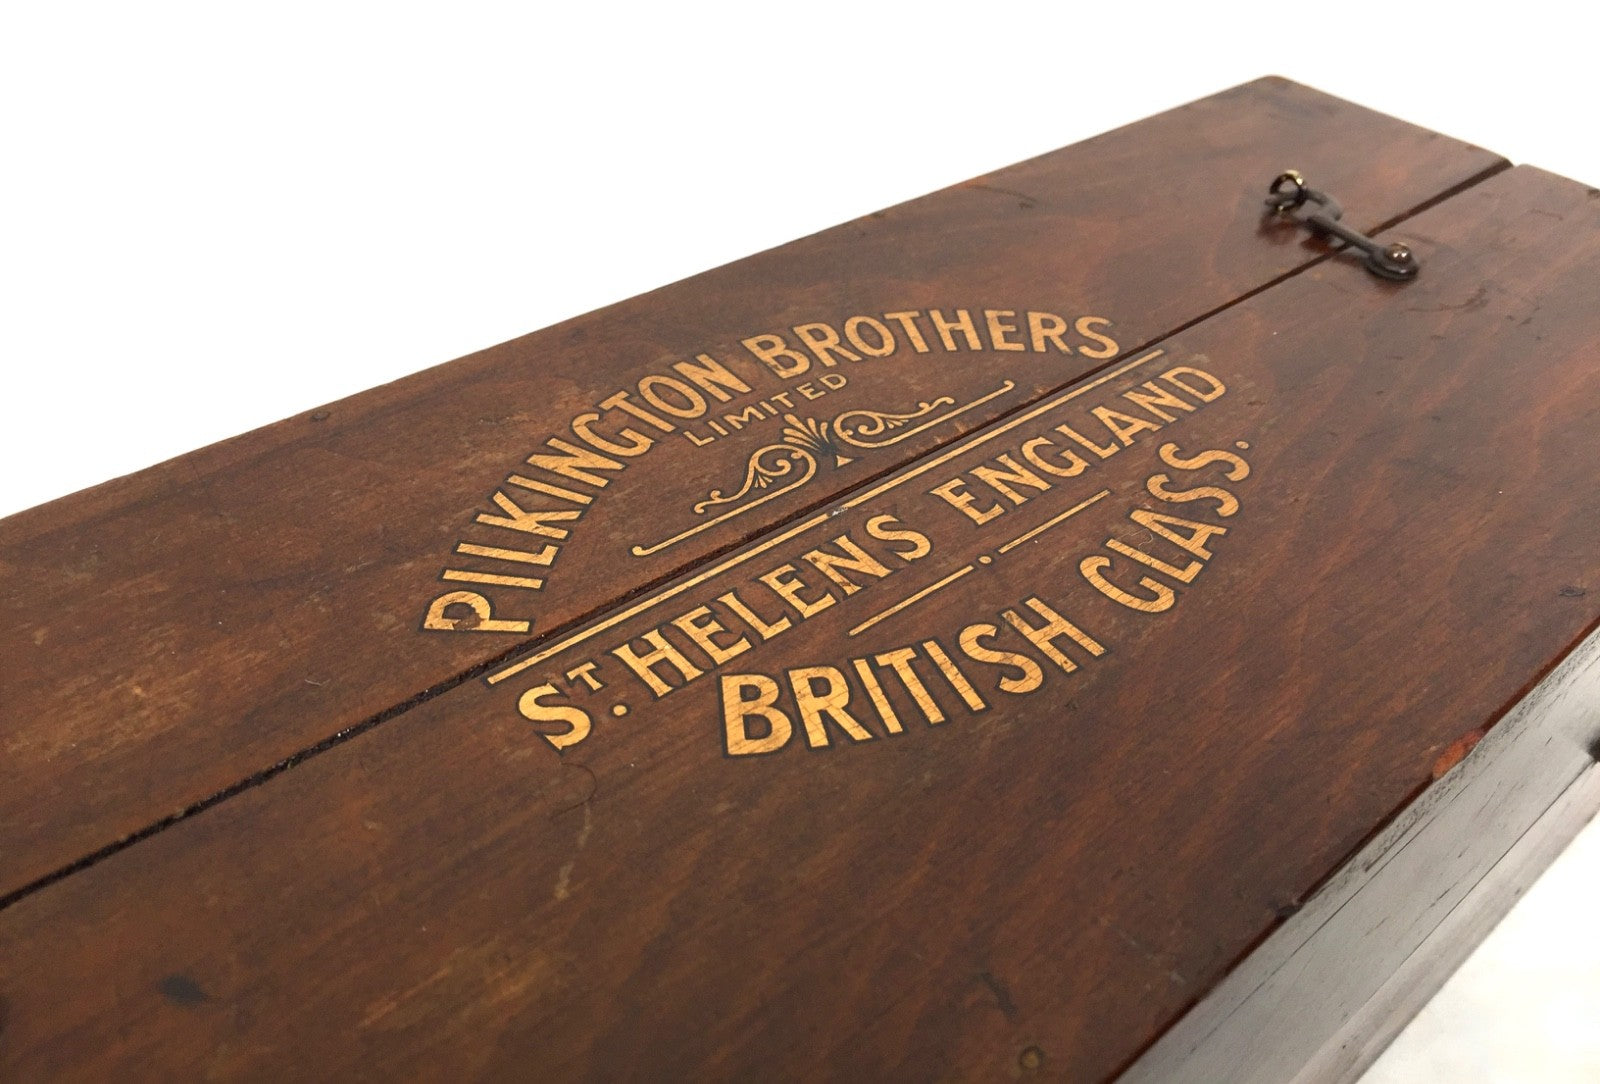 PILKINGTON BROTHERS
LIMITED
ST. HELENS ENGLAND
BRITISH GLASS.